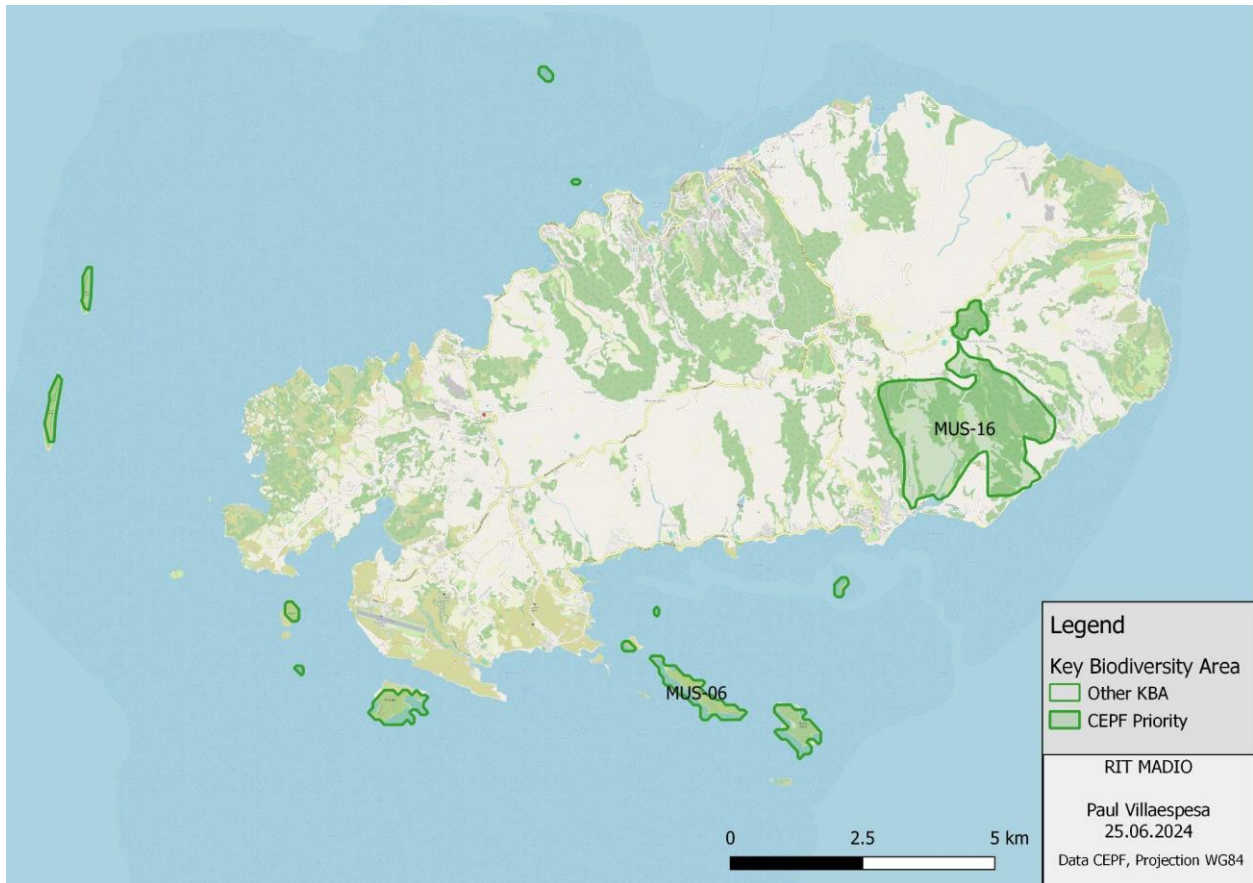 MUS-16
MUS-06
Legend
Key Biodiversity Area
Other KBA
CEPF Priority
RIT MADIO
Paul Villaespesa
25.06.2024
Data CEPF, Projection WG84
0 2.5 5 km